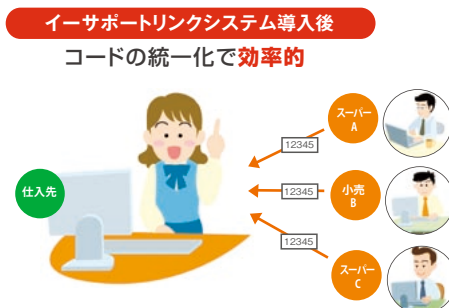 イーサポートリンクシステム導入後
コードの統一化で効率的
スーパー
A
12345
仕入先
12345
小売
B
12345
スーパー
C